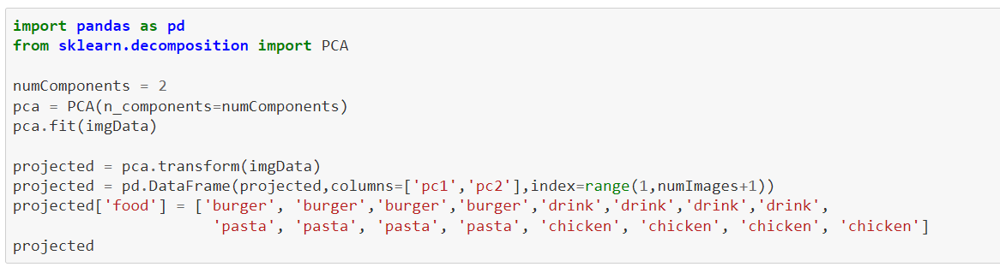 import pandas as pd
from sklearn.decomposition import PCA
numComponents = 2
pca = PCA(n_components=numComponents)
pca.fit(imgData)
projected = pca.transform(imgData)
projected = pd.DataFrame(projected,columns=['pc1','pc2'],index=range(1,numImages+1))
projected['food'] = ['burger', 'burger','burger','burger','drink','drink','drink','drink',
'pasta', 'pasta', 'pasta', 'pasta', 'chicken', 'chicken', 'chicken', 'chicken']
projected